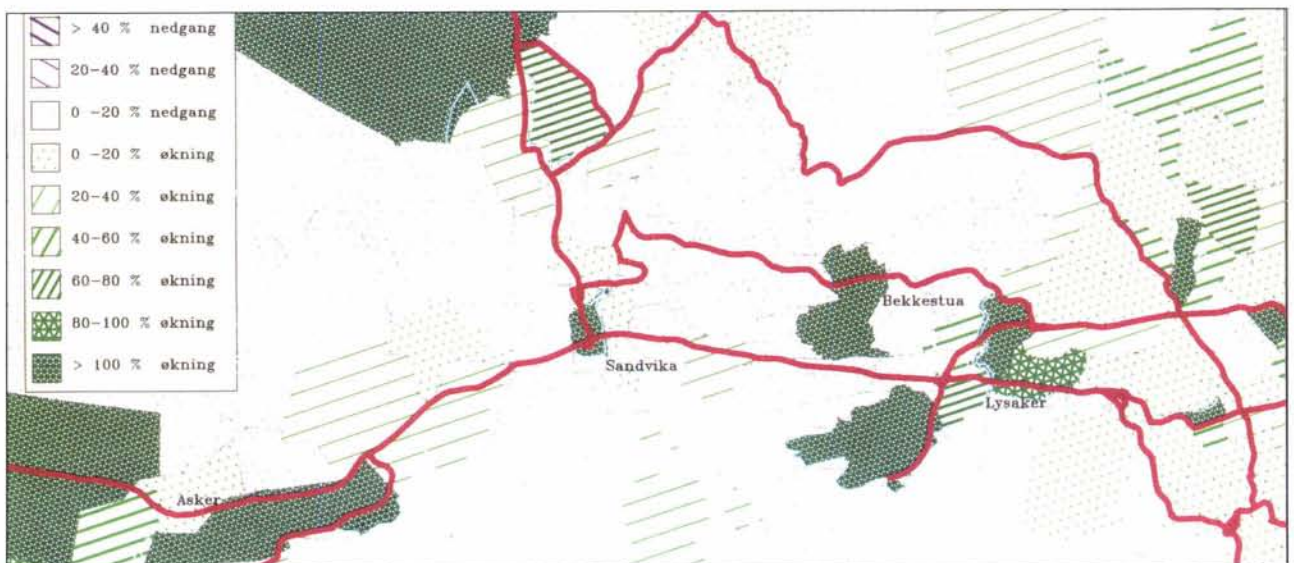 > 40 % nedgang
20-40 % nedgang
0 -20 % nedgang
0 -20 % økning
20-40 % økning
40-60 % økning
60-80 % økning
80-100 % økning
> 100 % økning
Bekkestua
Sandvika
Lysaker
Asker